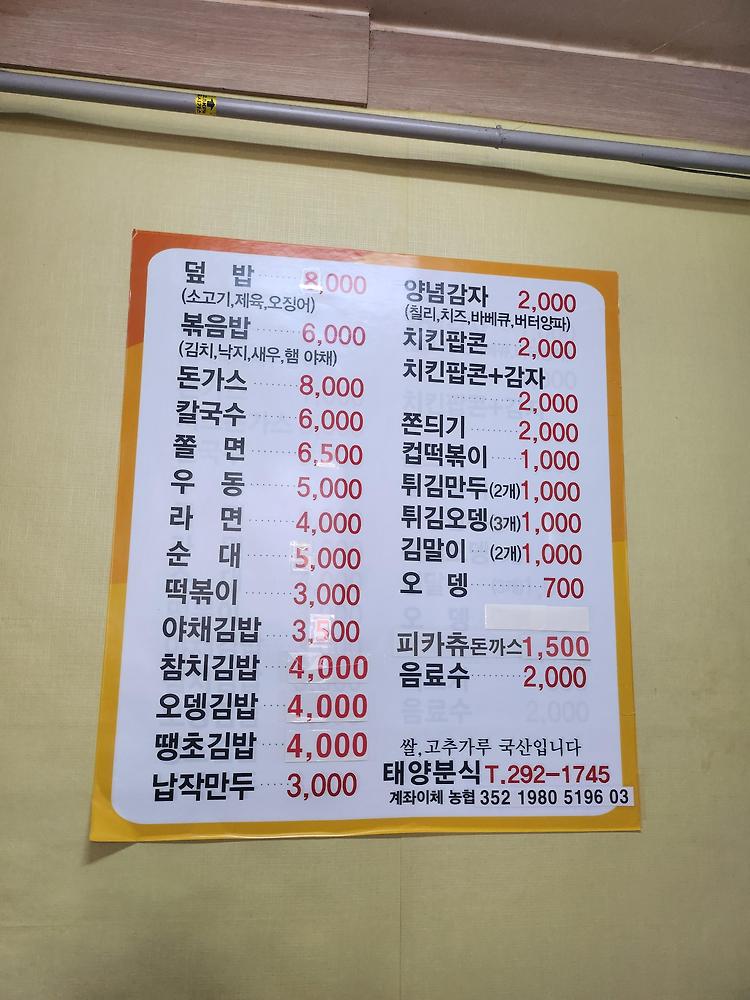 덮 밥 8,000
(소고기,제육,오징어)
볶음밥 6,000
(김치,낙지,새우,햄 야채)
돈가스 8,000
칼국수 6,000
쫄 면 6,500
우 동 5,000
라 면 4,000
순 대 5,000
떡볶이 3,000
야채김밥 3,500
참치김밥 4,000
오뎅김밥 4,000
땡초김밥 4,000
납작만두 3,000
양념감자 2,000
(칠리,치즈,바베큐,버터양파)
치킨팝콘 2,000
치킨팝콘+감자
2,000
쫀듸기 2,000
컵떡볶이 1,000
튀김만두(2개) 1,000
튀김오뎅(3개) 1,000
김말이 (2개) 1,000
오 뎅 700
피카츄돈까스 1,500
음료수 2,000
쌀,고추가루 국산입니다
태양분식 T.292-1745
계좌이체 농협 352 1980 5196 03